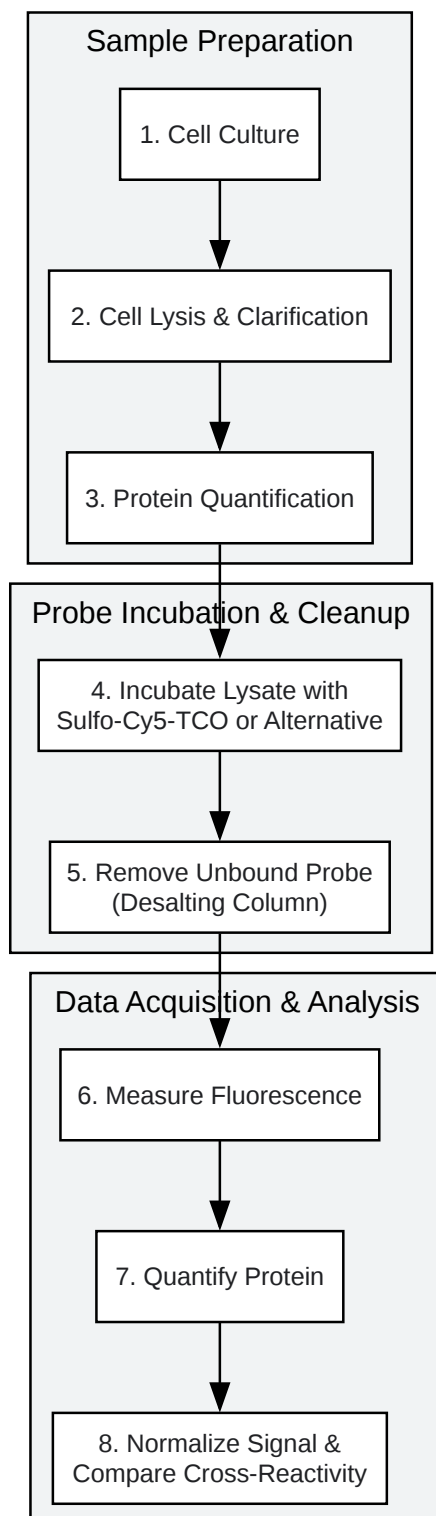 Sample Preparation
1. Cell Culture
2. Cell Lysis & Clarification
3. Protein Quantification
Probe Incubation & Cleanup
4. Incubate Lysate with
Sulfo-Cy5-TCO or Alternative
5. Remove Unbound Probe
(Desalting Column)
Data Acquisition & Analysis
6. Measure Fluorescence
7. Quantify Protein
8. Normalize Signal &
Compare Cross-Reactivity